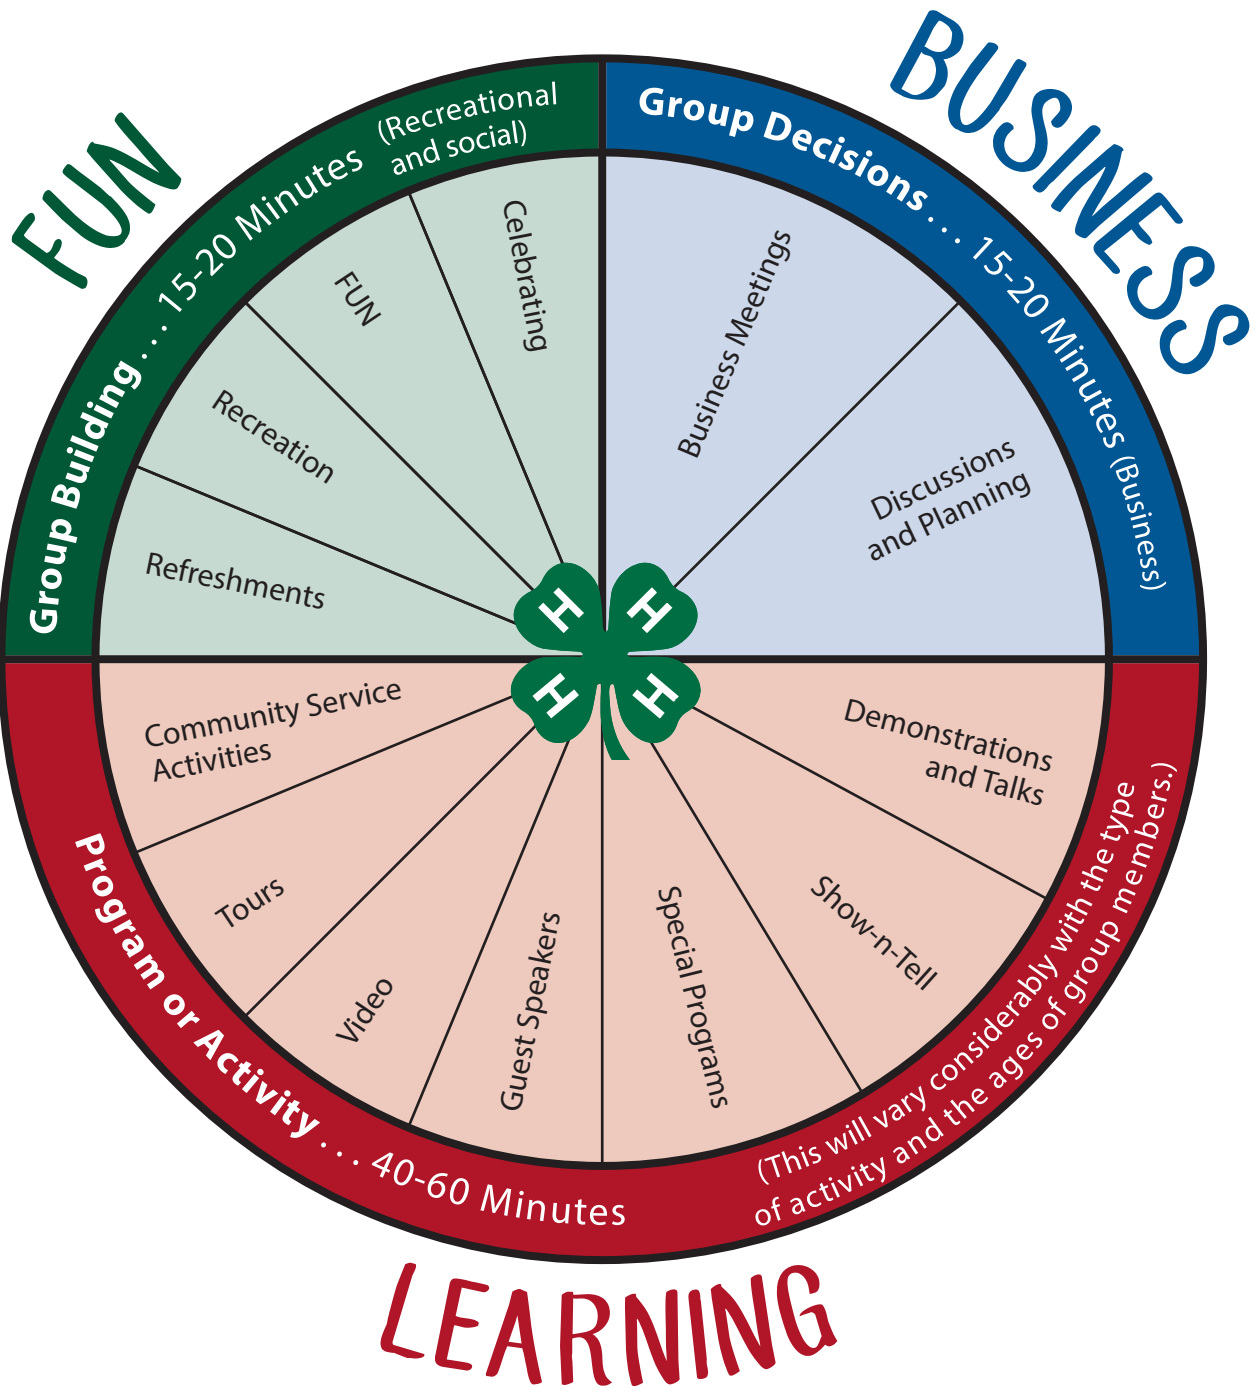 FUN
BUSINESS
Group Building.... 15-20 Minutes (Recreational
and social)
Group Decisions... 15-20 Minutes (Business)
Celebrating
FUN
Recreation
Refreshments
Business Meetings
Discussions
and Planning
H H
H H
Community Service
Activities
Tours
Video
Guest Speakers
Special Programs
Show-n-Tell
Demonstrations
and Talks
Program or Activity... 40-60 Minutes
(This will vary considerably with the type
of activity and the ages of group members.)
LEARNING